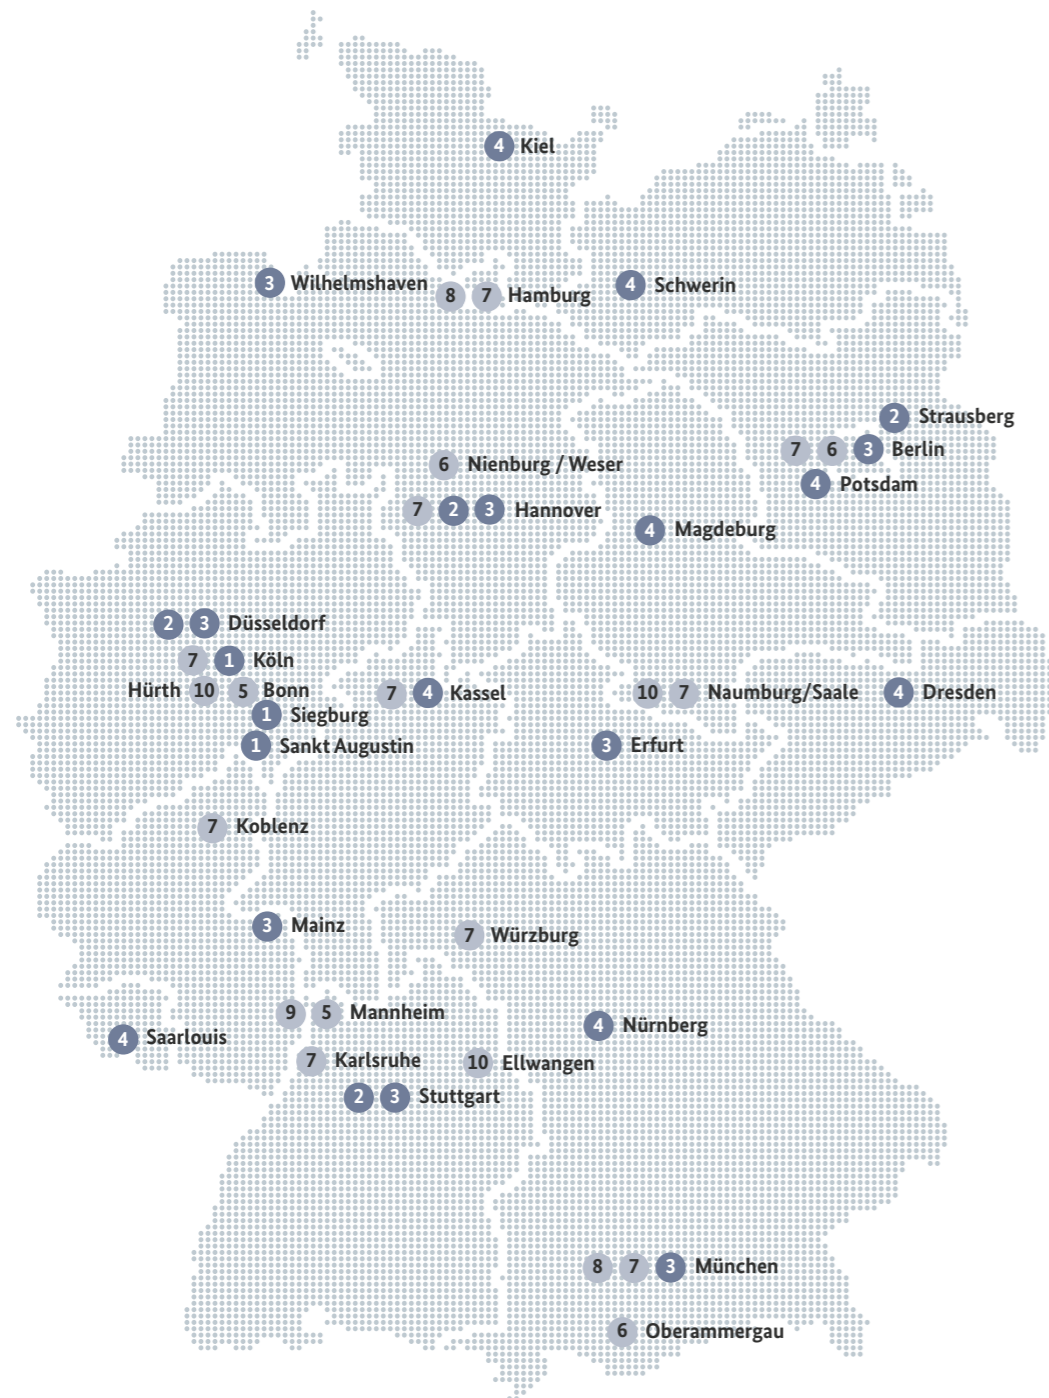 4 Kiel
3 Wilhelmshaven
8 7 Hamburg
4 Schwerin
2 Strausberg
7 6 3 Berlin
6 Nienburg / Weser
4 Potsdam
7 2 3 Hannover
4 Magdeburg
2 3 Düsseldorf
7 1 Köln
Hürth 10 5 Bonn
7 4 Kassel
10 7 Naumburg/Saale
4 Dresden
1 Siegburg
1 Sankt Augustin
3 Erfurt
7 Koblenz
3 Mainz
7 Würzburg
9 5 Mannheim
4 Nürnberg
4 Saarlouis
7 Karlsruhe
10 Ellwangen
2 3 Stuttgart
8 7 3 München
6 Oberammergau